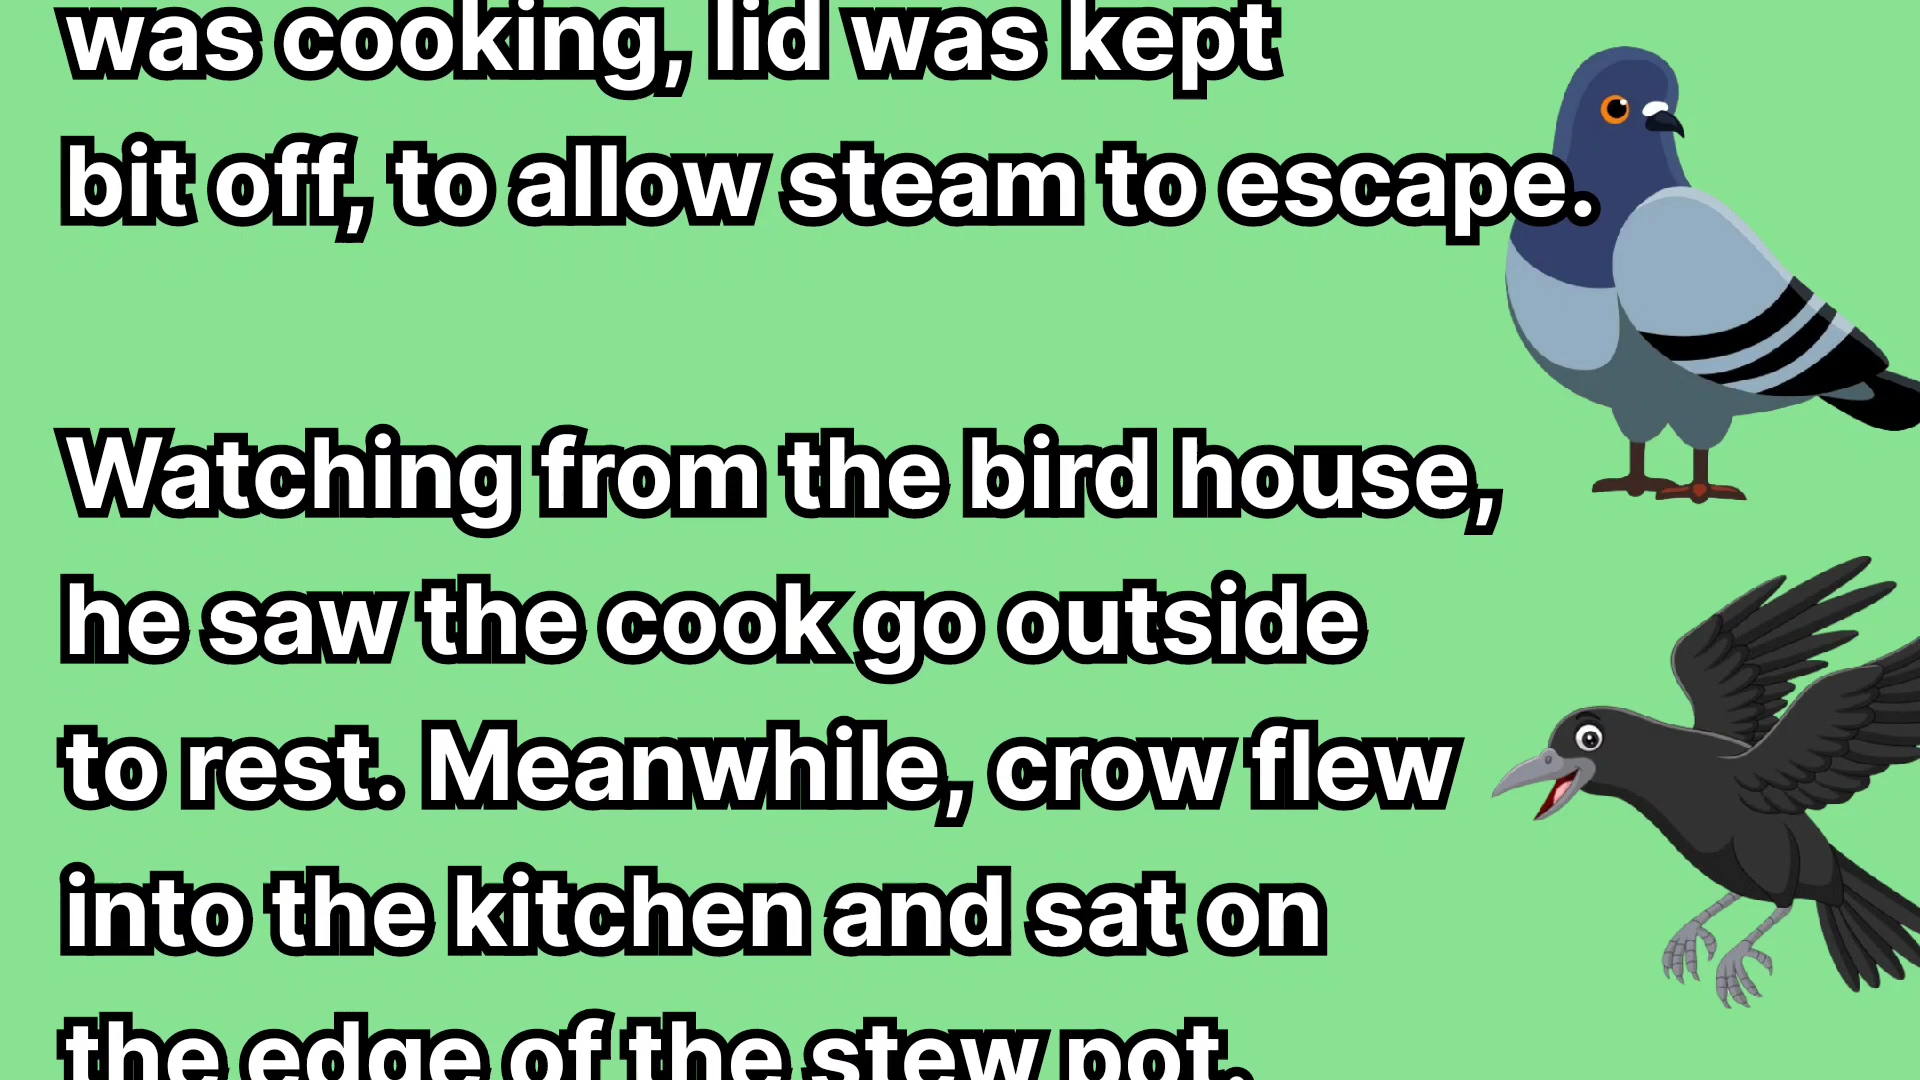 was cooking, lid was kept
bit off, to allow steam to escape.
Watching from the bird house,
he saw the cook go outside
to rest. Meanwhile, crow flew
into the kitchen and sat on
the edge of the stew pot.